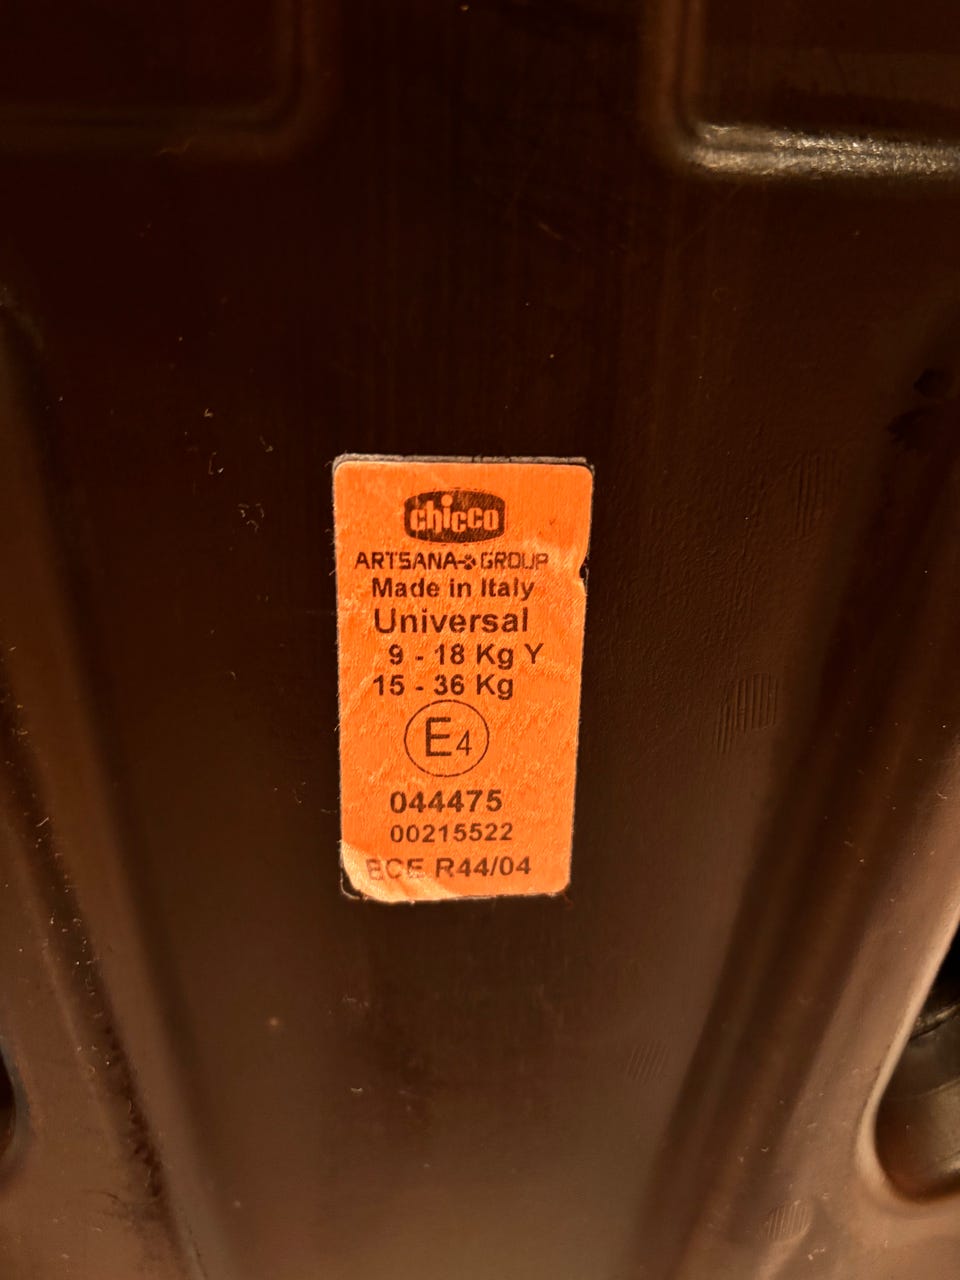 chicco
ARTSANA GROUP
Made in Italy
Universal
9 - 18 Kg Y
15 - 36 Kg
E4
044475
00215522
ECE R44/04